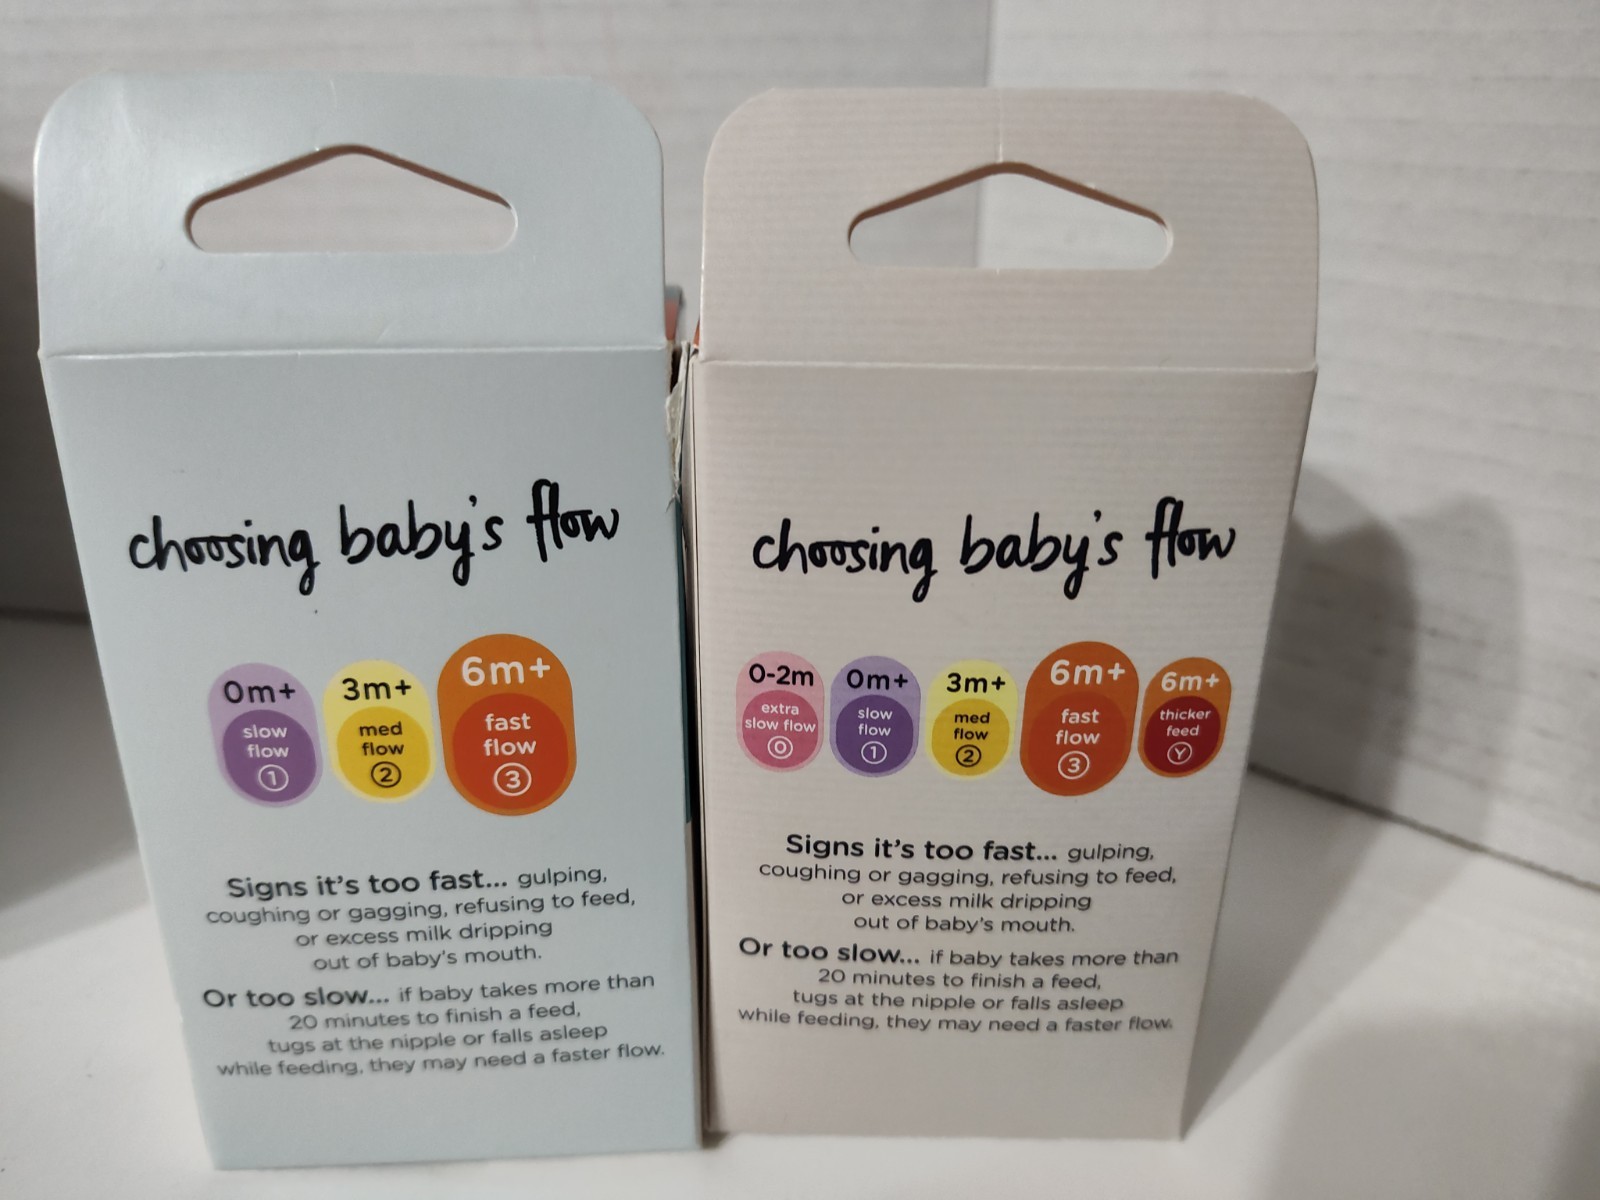 choosing baby's flow
0m+
slow
flow
1
3m+
med
flow
2
6m+
fast
flow
3
Signs it's too fast... gulping,
coughing or gagging, refusing to feed,
or excess milk dripping
out of baby's mouth.
Or too slow... if baby takes more than
20 minutes to finish a feed,
tugs at the nipple or falls asleep
while feeding, they may need a faster flow.
choosing baby's flow
0-2m
extra
slow flow
0
0m+
slow
flow
1
3m+
med
flow
2
6m+
fast
flow
3
6m+
thicker
feed
Y
Signs it's too fast... gulping,
coughing or gagging, refusing to feed,
or excess milk dripping
out of baby's mouth.
Or too slow... if baby takes more than
20 minutes to finish a feed,
tugs at the nipple or falls asleep
while feeding, they may need a faster flow.